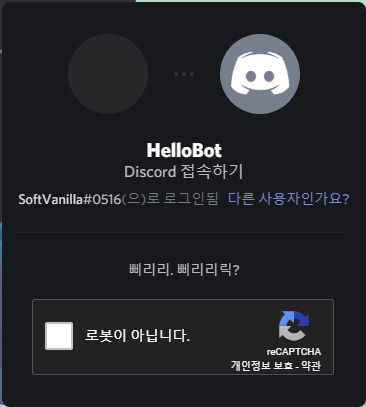 HelloBot
Discord 접속하기
SoftVanilla#0516(으)로 로그인됨 다른 사용자인가요?
삐리리. 삐리리릭?
로봇이 아닙니다.
reCAPTCHA
개인정보 보호 - 약관